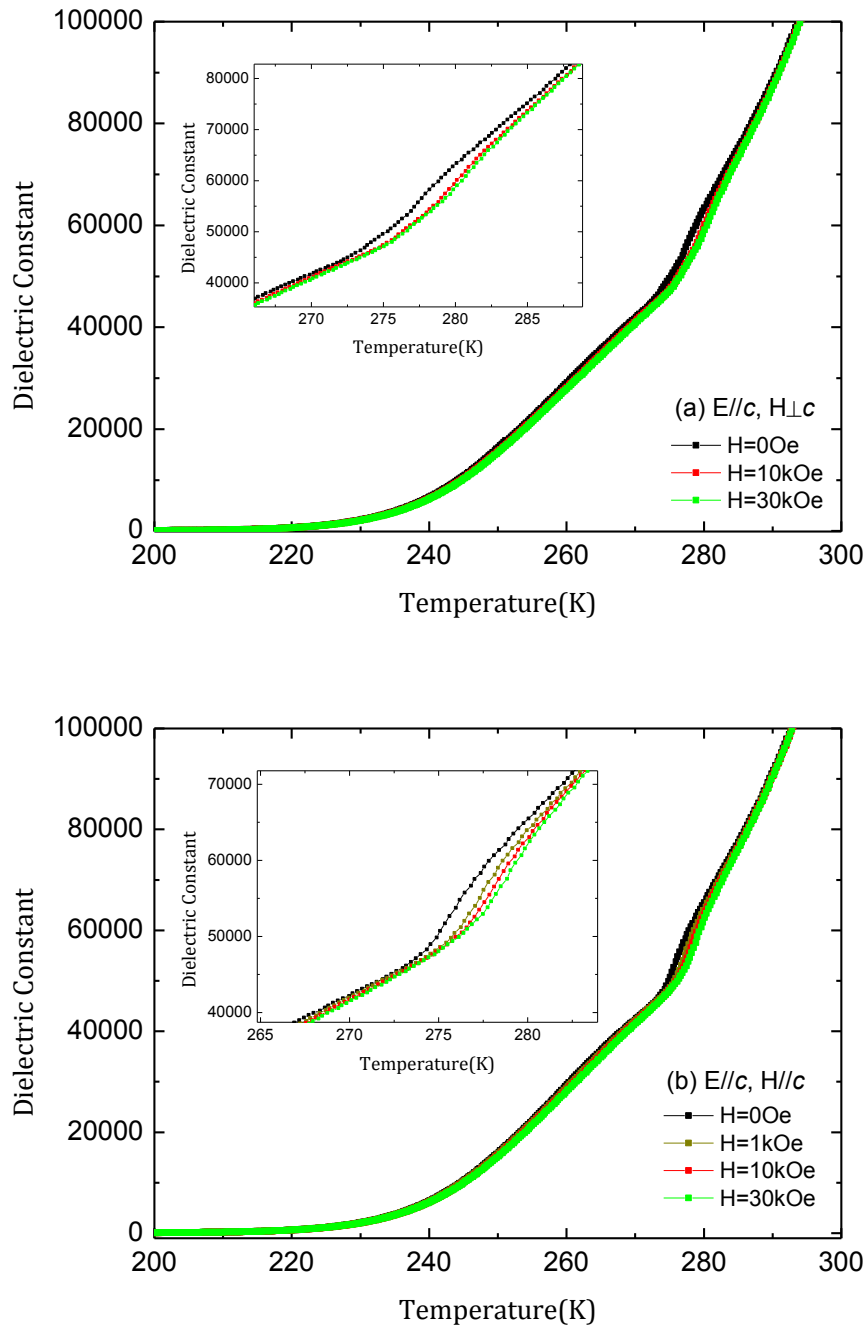 100000
80000
60000
40000
20000
0
Dielectric Constant
80000
70000
60000
50000
40000
Dielectric Constant
270 275 280 285
Temperature(K)
(a) E//c, H⊥c
H=0Oe
H=10kOe
H=30kOe
200 220 240 260 280 300
Temperature(K)
100000
80000
60000
40000
20000
0
Dielectric Constant
70000
60000
50000
40000
Dielectric Constant
265 270 275 280
Temperature(K)
(b) E//c, H//c
H=0Oe
H=1kOe
H=10kOe
H=30kOe
200 220 240 260 280 300
Temperature(K)